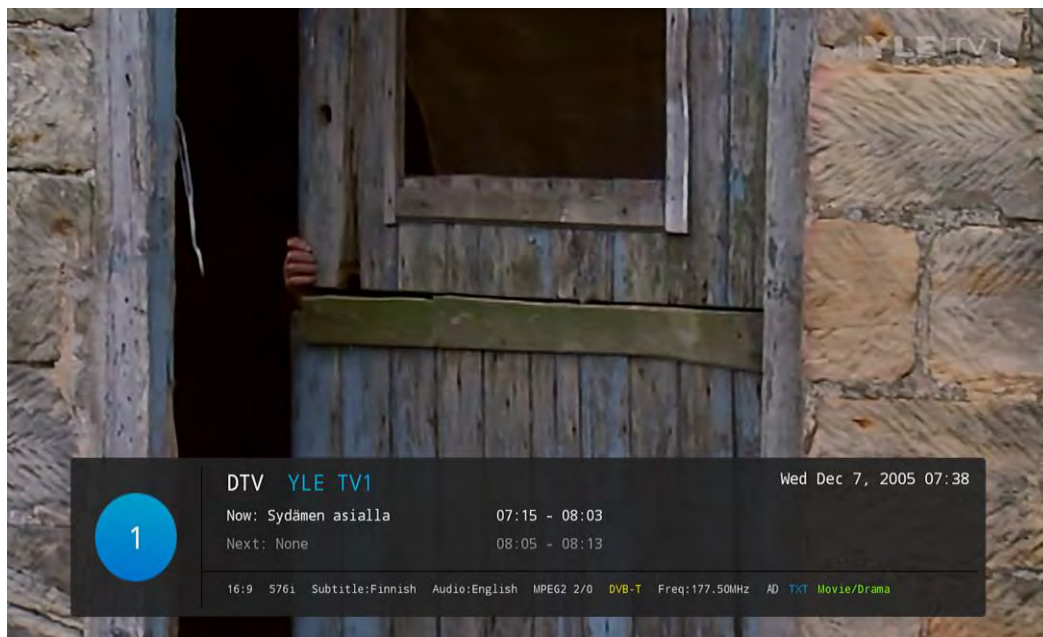 YLE TV1
DTV YLE TV1 Wed Dec 7, 2005 07:38
1
Now: Sydämen asialla 07:15 - 08:03
Next: None 08:05 - 08:13
16:9 576i Subtitle:Finnish Audio:English MPEG2 2/0 DVB-T Freq:177.50MHz AD TXT Movie/Drama